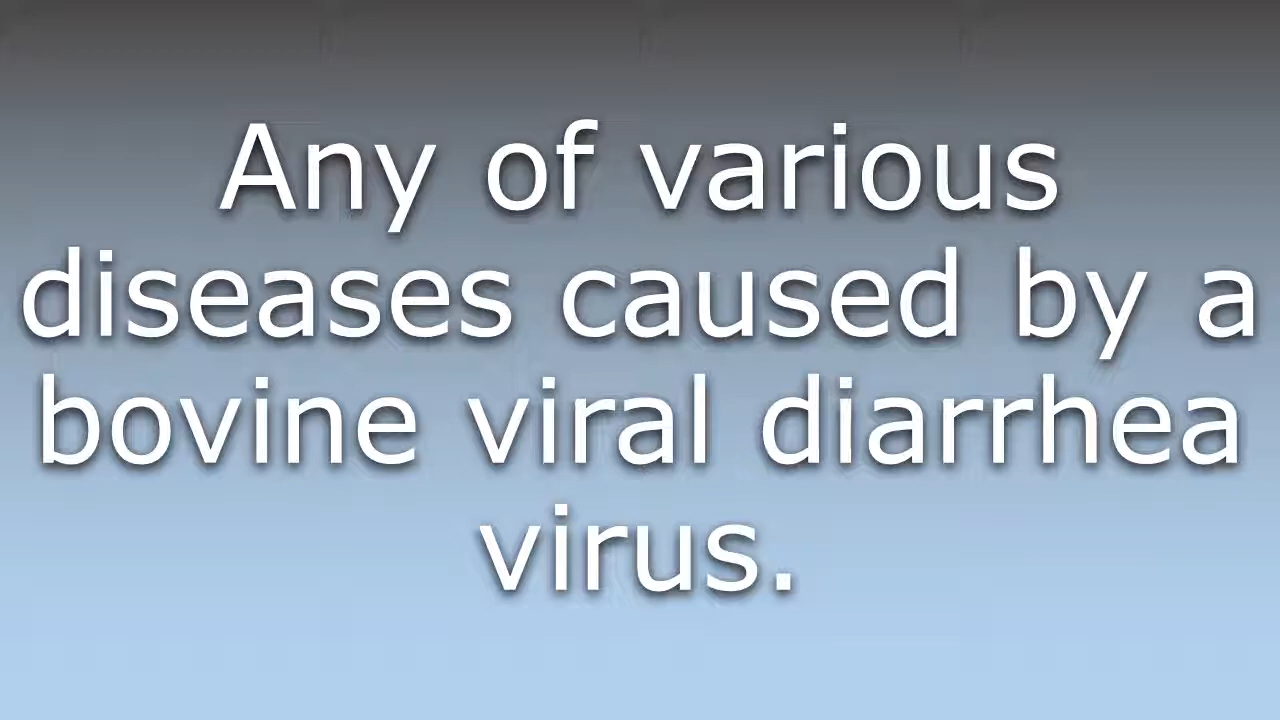 Any of various
diseases caused by a
bovine viral diarrhea
virus.